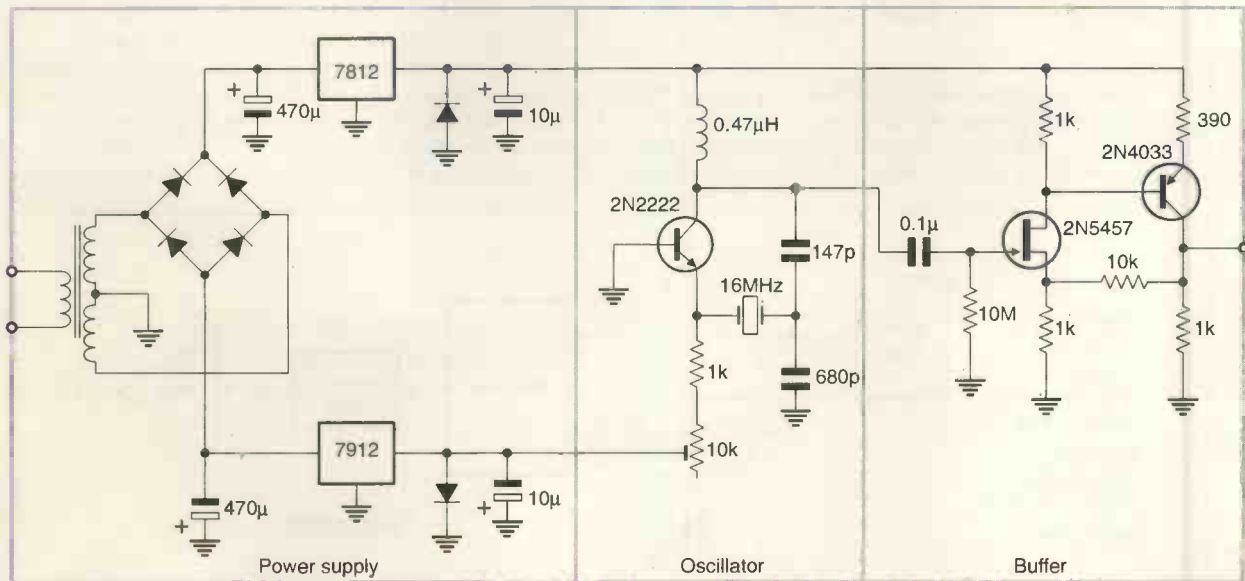 7812
470µ
10µ
0.47µH
1k
390
2N4033
2N2222
0.1µ
2N5457
147p
16MHz
10k
10M
1k
1k
1k
680p
7912
10k
470µ
10µ
Power supply
Oscillator
Buffer